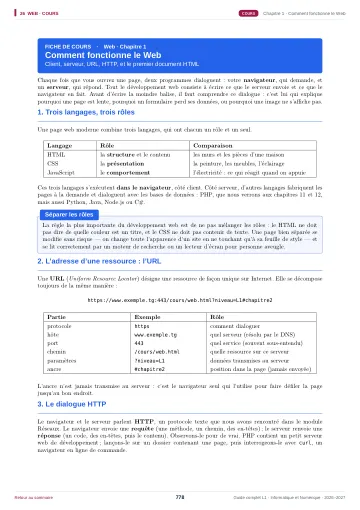 36 WEB · COURS
COURS Chapitre 1 - Comment fonctionne le Web
FICHE DE COURS · Web · Chapitre 1
Comment fonctionne le Web
Client, serveur, URL, HTTP, et le premier document HTML
Chaque fois que vous ouvrez une page, deux programmes dialoguent : votre navigateur, qui demande, et
un serveur, qui répond. Tout le développement web consiste à écrire ce que le serveur envoie et ce que le
navigateur en fait. Avant d'écrire la moindre balise, il faut comprendre ce dialogue : c'est lui qui explique
pourquoi une page est lente, pourquoi un formulaire perd ses données, ou pourquoi une image ne s'affiche pas.
1. Trois langages, trois rôles
Une page web moderne combine trois langages, qui ont chacun un rôle et un seul.
Langage Rôle Comparaison
HTML la structure et le contenu les murs et les pièces d'une maison
CSS la présentation la peinture, les meubles, l'éclairage
JavaScript le comportement l'électricité : ce qui réagit quand on appuie
Ces trois langages s'exécutent dans le navigateur, côté client. Côté serveur, d'autres langages fabriquent les
pages à la demande et dialoguent avec les bases de données : PHP, que nous verrons aux chapitres 11 et 12,
mais aussi Python, Java, Node.js ou C#.
Séparer les rôles
La règle la plus importante du développement web est de ne pas mélanger les rôles : le HTML ne doit
pas dire de quelle couleur est un titre, et le CSS ne doit pas contenir de texte. Une page bien séparée se
modifie sans risque — on change toute l'apparence d'un site en ne touchant qu'à sa feuille de style — et
se lit correctement par un moteur de recherche ou un lecteur d'écran pour personne aveugle.
2. L'adresse d'une ressource : l'URL
Une URL (Uniform Resource Locator) désigne une ressource de façon unique sur Internet. Elle se décompose
toujours de la même manière :
https://www.exemple.tg:443/cours/web.html?niveau=L1#chapitre2
Partie Exemple Rôle
protocole https comment dialoguer
hôte www.exemple.tg quel serveur (résolu par le DNS)
port 443 quel service (souvent sous-entendu)
chemin /cours/web.html quelle ressource sur ce serveur
paramètres ?niveau=L1 données transmises au serveur
ancre #chapitre2 position dans la page (jamais envoyée)
L'ancre n'est jamais transmise au serveur : c'est le navigateur seul qui l'utilise pour faire défiler la page
jusqu'au bon endroit.
3. Le dialogue HTTP
Le navigateur et le serveur parlent HTTP, un protocole texte que nous avons rencontré dans le module
Réseaux. Le navigateur envoie une requête (une méthode, un chemin, des en-têtes) ; le serveur renvoie une
réponse (un code, des en-têtes, puis le contenu). Observons-le pour de vrai. PHP contient un petit serveur
web de développement ; lançons-le sur un dossier contenant une page, puis interrogeons-le avec curl, un
navigateur en ligne de commande.
Retour au sommaire
778
Guide complet L1 - Informatique et Numérique · 2026–2027